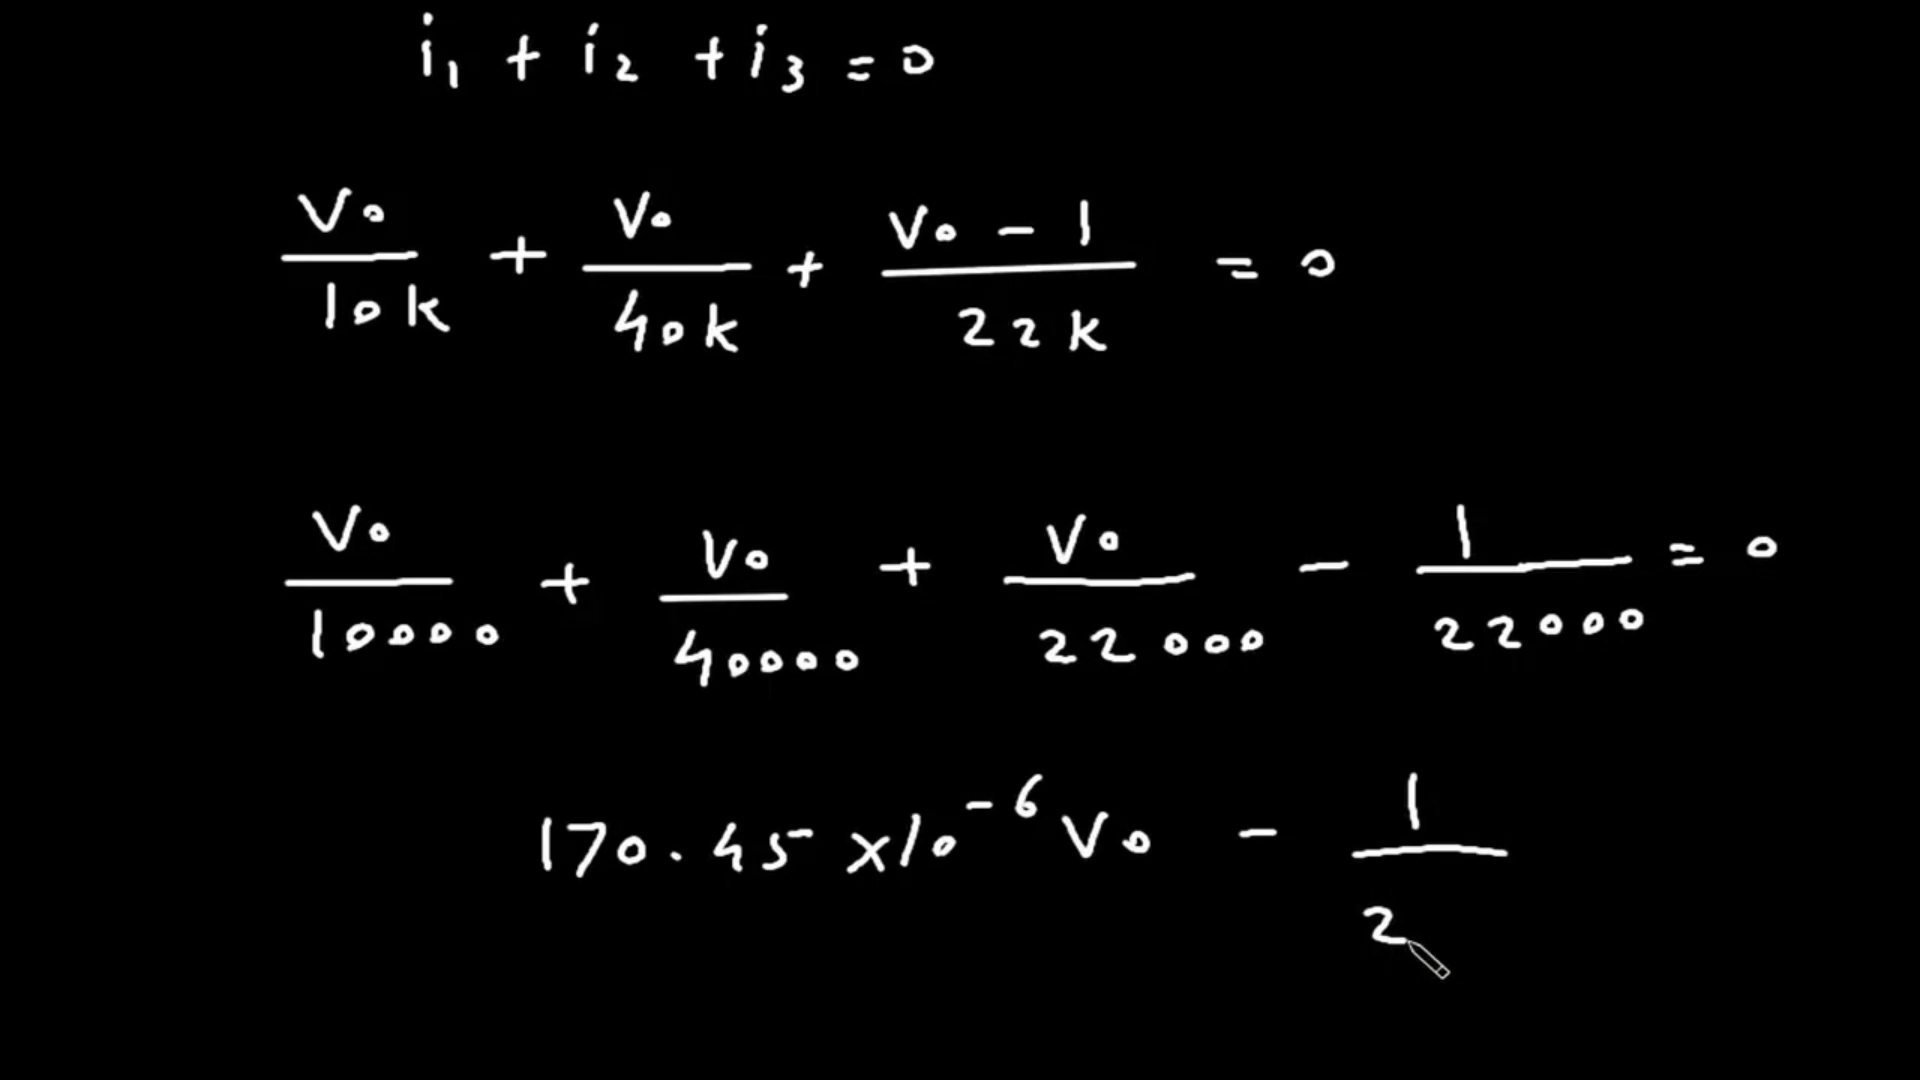 i₁ + i₂ + i₃ = 0
Vo/10k + Vo/40k + (Vo - 1)/22k = 0
Vo/10000 + Vo/40000 + Vo/22000 - 1/22000 = 0
170.45 x10⁻⁶ Vo - 1/2